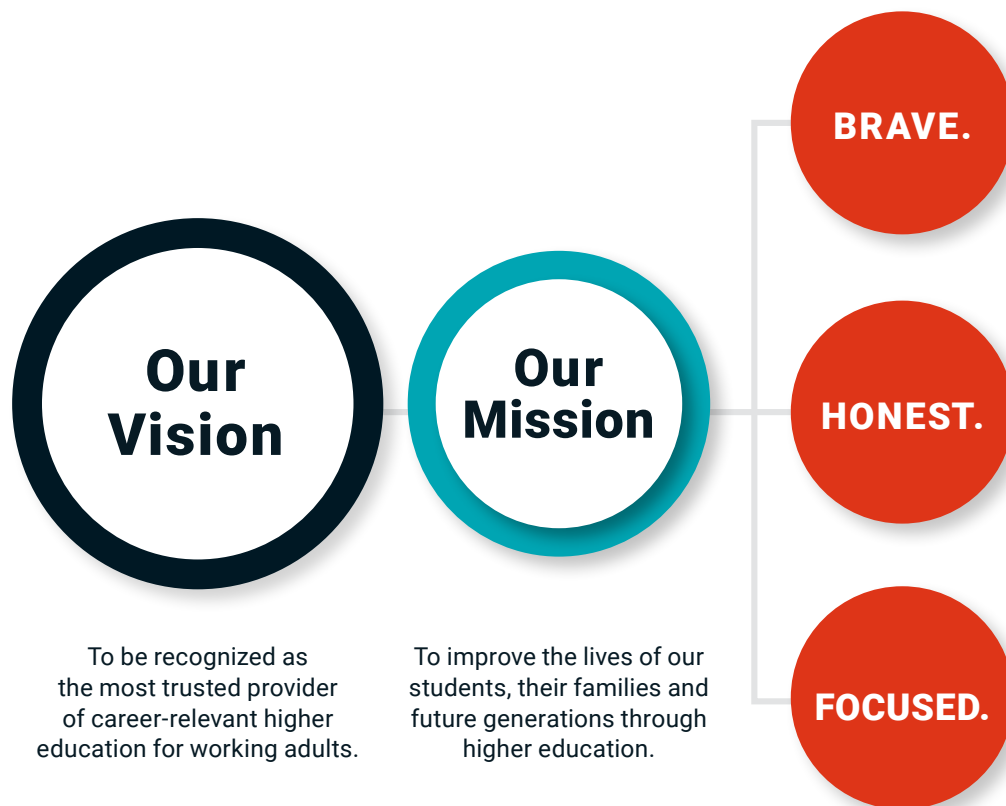 Our
Vision
To be recognized as
the most trusted provider
of career-relevant higher
education for working adults.
Our
Mission
To improve the lives of our
students, their families and
future generations through
higher education.
BRAVE.
HONEST.
FOCUSED.